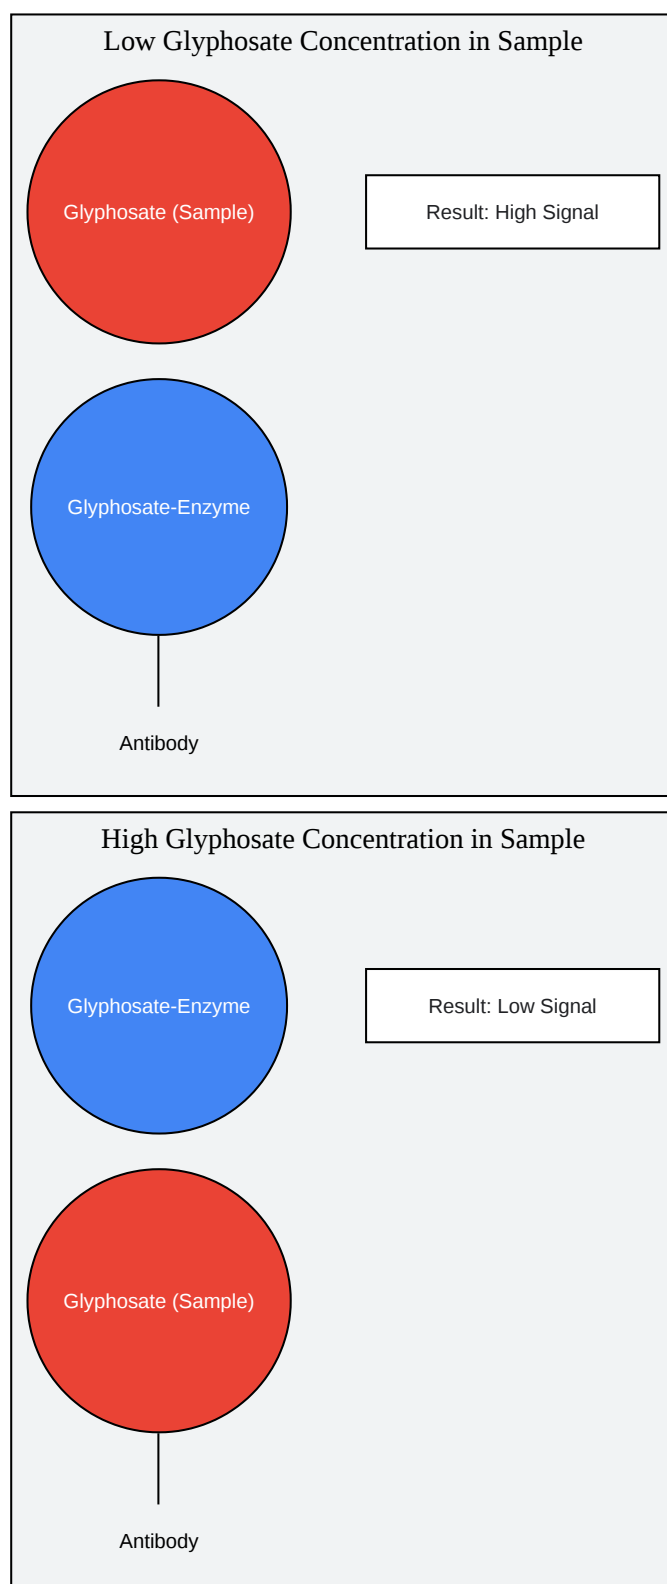 Low Glyphosate Concentration in Sample
Glyphosate (Sample)
Result: High Signal
Glyphosate-Enzyme
Antibody
High Glyphosate Concentration in Sample
Glyphosate-Enzyme
Result: Low Signal
Glyphosate (Sample)
Antibody